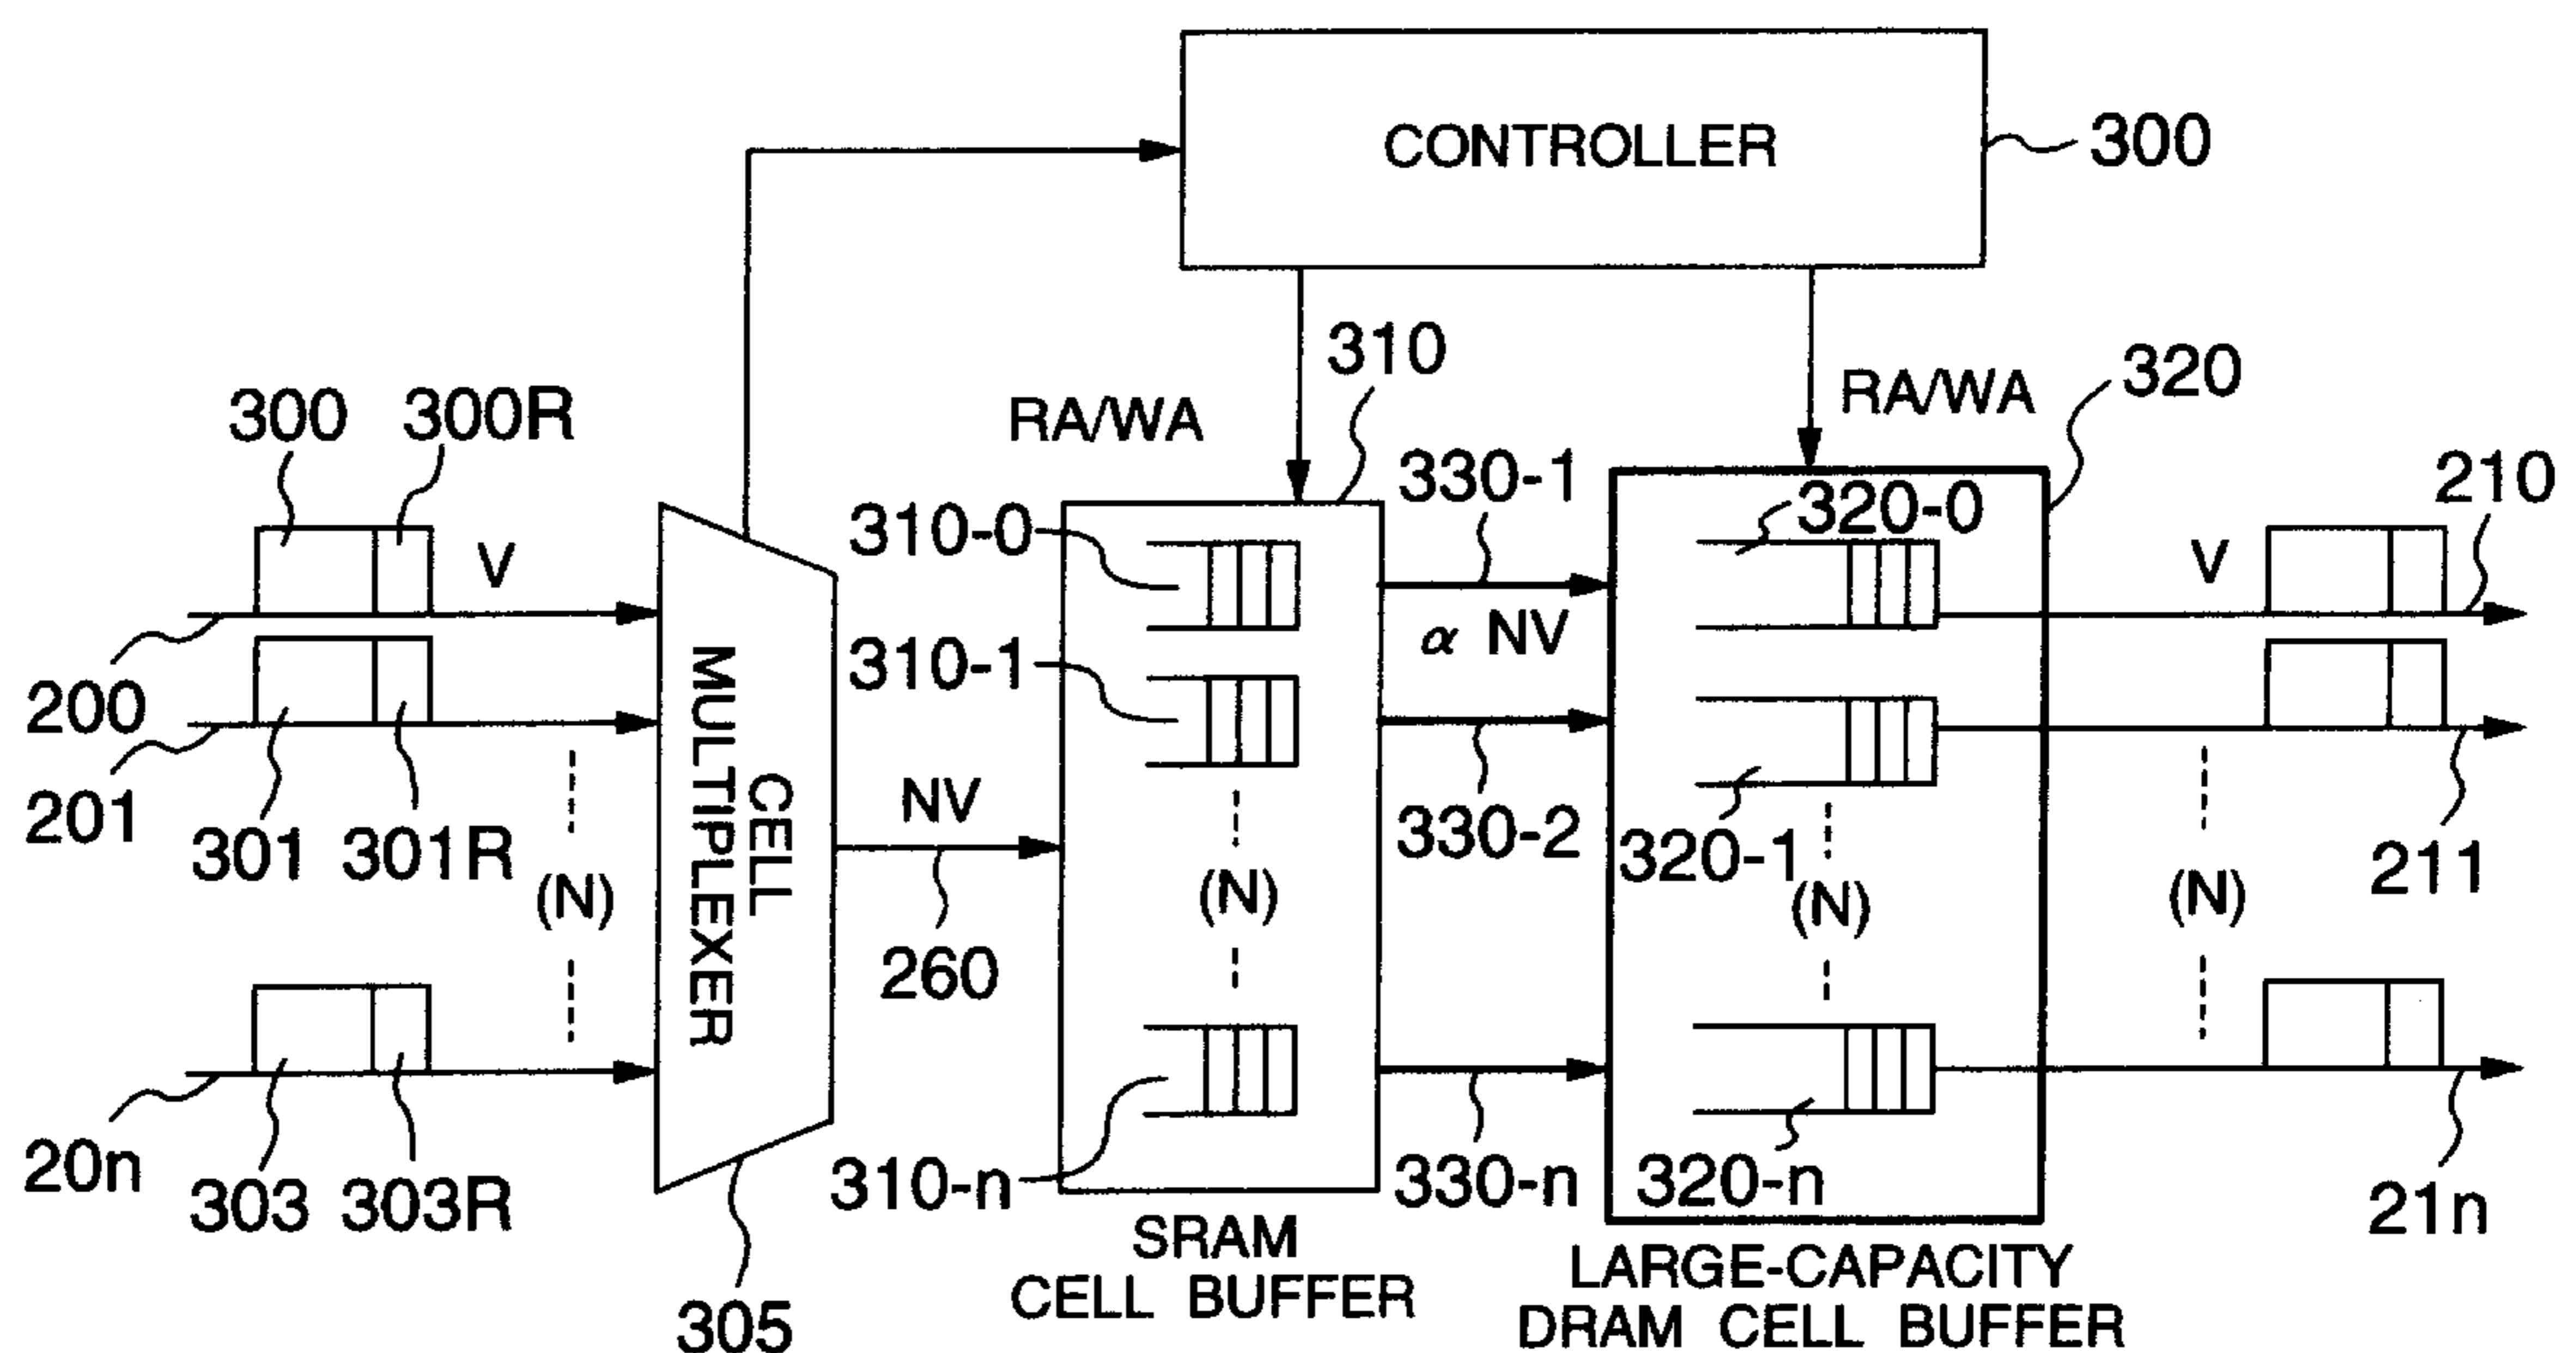 CONTROLLER
300
310
320
RA/WA
RA/WA
300
300R
V
330-1
320-0
210
310-0
V
α NV
310-1
200
201
301
301R
NV
330-2
320-1
211
(N)
CELL
MULTIPLEXER
(N)
(N)
(N)
260
20n
303
303R
310-n
330-n
320-n
21n
SRAM
CELL BUFFER
LARGE-CAPACITY
DRAM CELL BUFFER
305